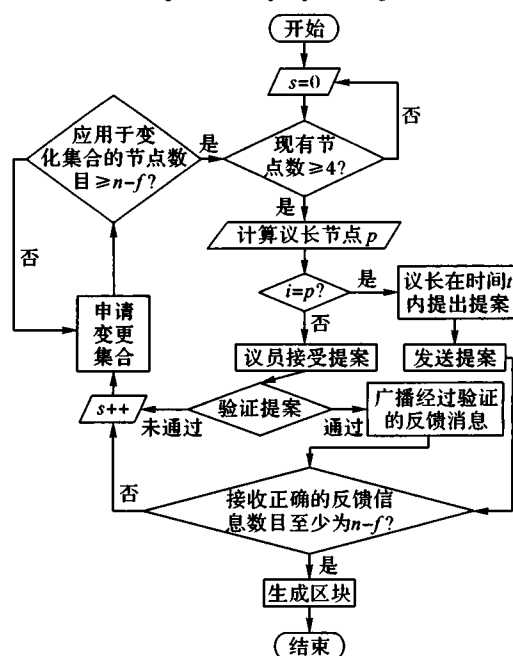 开始
s=0
否
应用于变
化集合的节点数
目≥n-f?
是
现有节
点数≥4?
是
计算议长节点p
否
i=p?
是
议长在时间t
内提出提案
申请
变更
集合
否
议员接受提案
发送提案
s++
未通过
验证提案
通过
广播经过验证
的反馈消息
否
接收正确的反馈信
息数目至少为n-f?
是
生成区块
结束